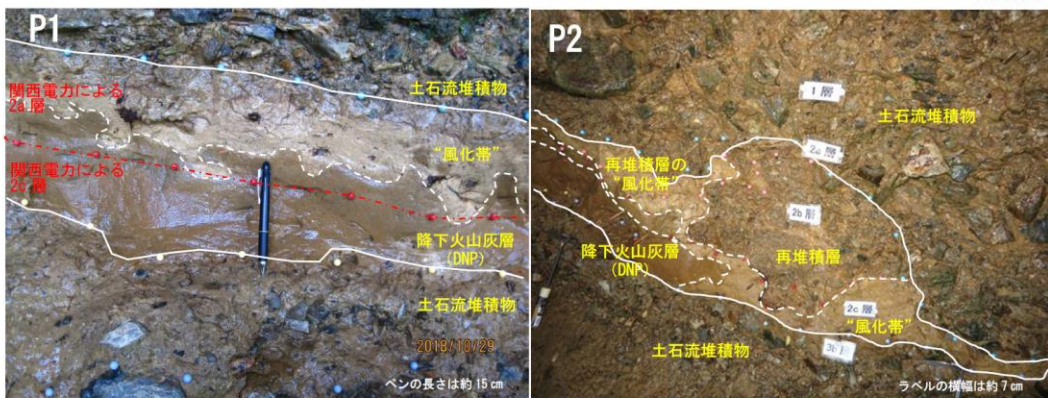 P1
土石流堆積物
関西電力による
2a 層
“風化帯”
関西電力による
2c 層
降下火山灰層
(DNP)
土石流堆積物
2018/10/29
ペンの長さは約 15 ㎝
P2
1 層
土石流堆積物
2a 層
再堆積層の
“風化帯”
2b 層
再堆積層
降下火山灰層
(DNP)
2c 層
“風化帯”
土石流堆積物
3b 層
ラベルの横幅は約 7 ㎝